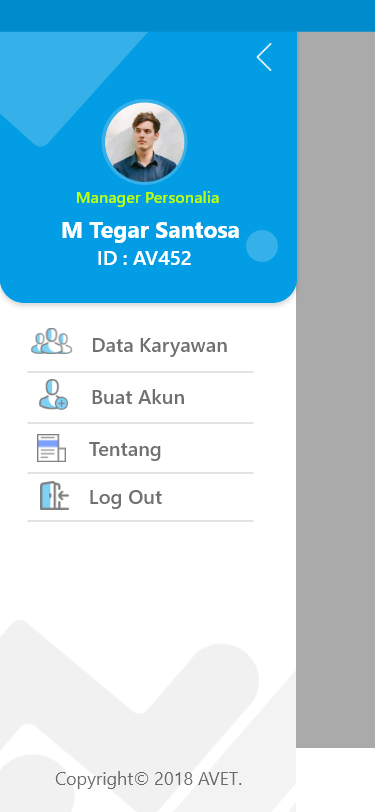 Manager Personalia
M Tegar Santosa
ID : AV452
Data Karyawan
Buat Akun
Tentang
Log Out
Copyright© 2018 AVET.